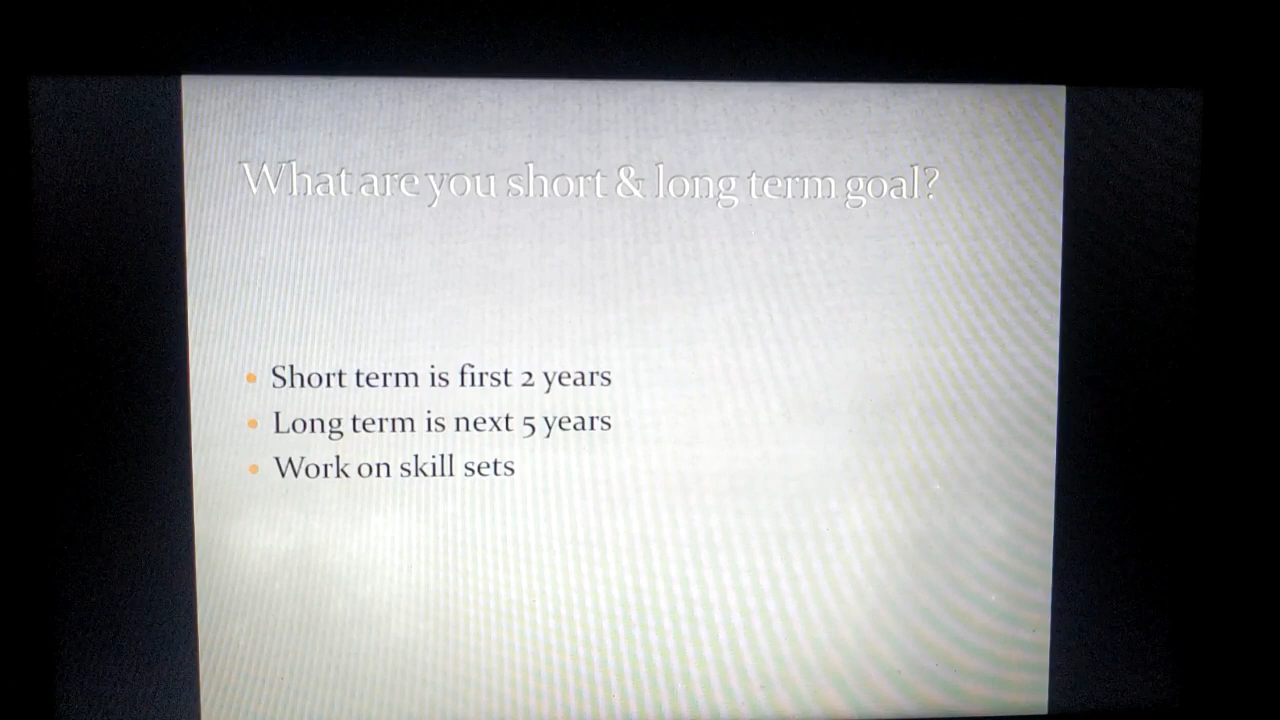 What are you short & long term goal?
Short term is first 2 years
Long term is next 5 years
Work on skill sets